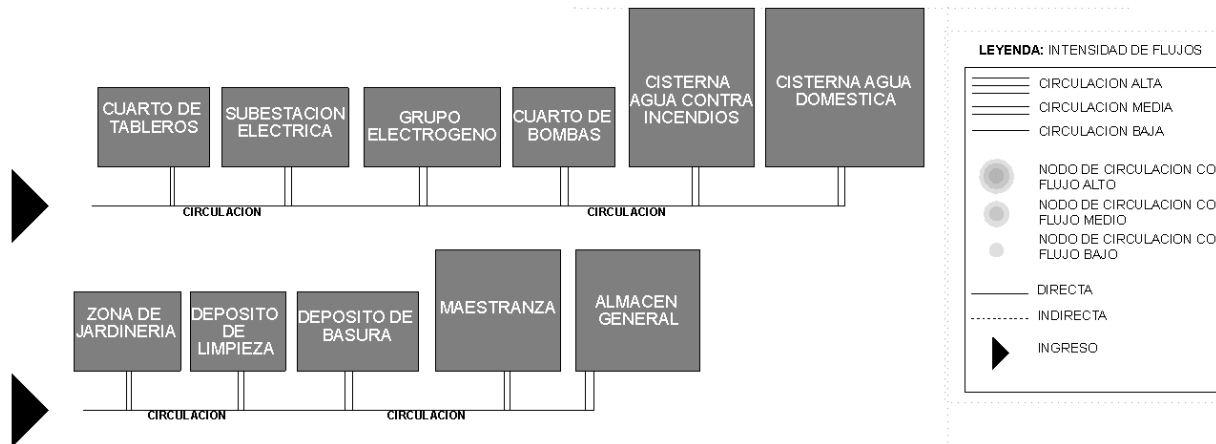 CUARTO DE
TABLEROS
SUBESTACION
ELECTRICA
GRUPO
ELECTROGENO
CUARTO DE
BOMBAS
CISTERNA
AGUA CONTRA
INCENDIOS
CISTERNA AGUA
DOMESTICA
CIRCULACION
CIRCULACION
ZONA DE
JARDINERIA
DEPOSITO
DE
LIMPIEZA
DEPOSITO DE
BASURA
MAESTRANZA
ALMACEN
GENERAL
CIRCULACION
CIRCULACION
LEYENDA: INTENSIDAD DE FLUJOS
CIRCULACION ALTA
CIRCULACION MEDIA
CIRCULACION BAJA
NODO DE CIRCULACION CO
FLUJO ALTO
NODO DE CIRCULACION CO
FLUJO MEDIO
NODO DE CIRCULACION CO
FLUJO BAJO
DIRECTA
INDIRECTA
INGRESO